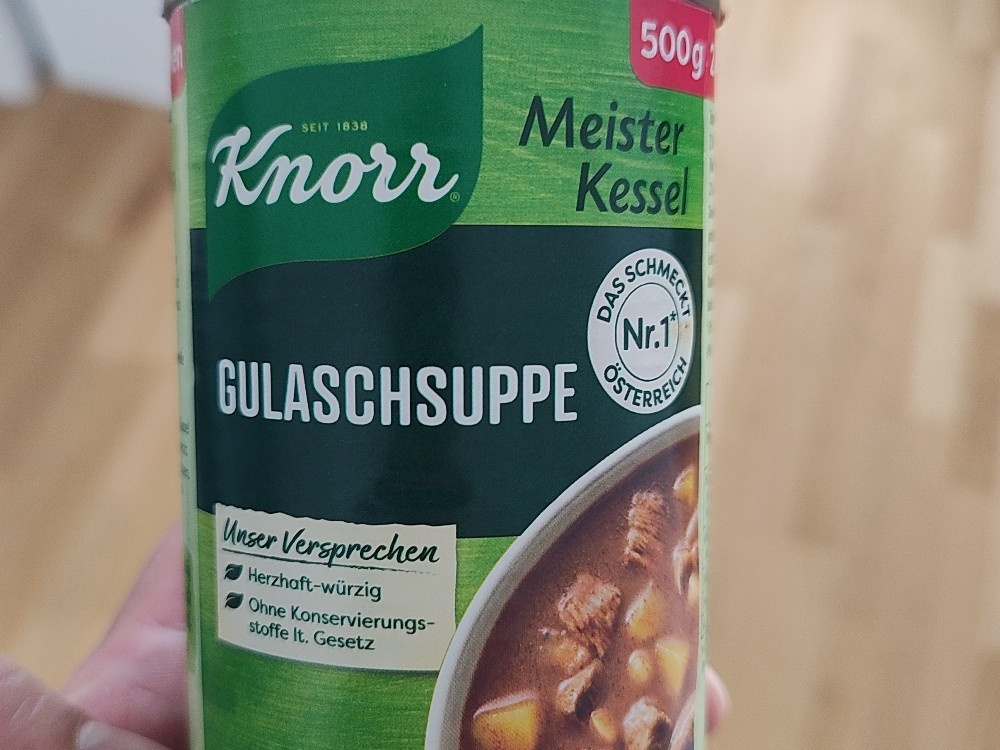 500g
SEIT 1838
Knorr®
Meister
Kessel
DAS SCHMECKT
Nr.1*
ÖSTERREICH
GULASCHSUPPE
Unser Versprechen
Herzhaft-würzig
Ohne Konservierungs-
stoffe lt. Gesetz